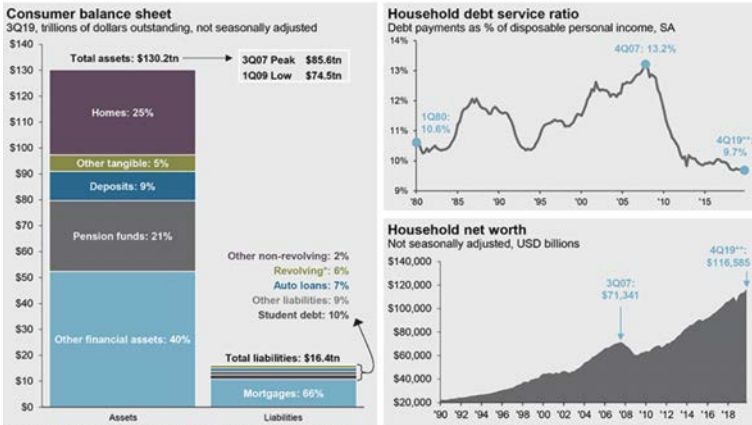 Consumer balance sheet
3Q19, trillions of dollars outstanding, not seasonally adjusted
$140
$130
$120
$110
$100
$90
$80
$70
$60
$50
$40
$30
$20
$10
$0
Total assets: $130.2tn
3Q07 Peak $85.6tn
1Q09 Low $74.5tn
Homes: 25%
Other tangible: 5%
Deposits: 9%
Pension funds: 21%
Other financial assets: 40%
Other non-revolving: 2%
Revolving*: 6%
Auto loans: 7%
Other liabilities: 9%
Student debt: 10%
Total liabilities: $16.4tn
Mortgages: 66%
Assets
Liabilities
Household debt service ratio
Debt payments as % of disposable personal income, SA
14%
13%
12%
11%
10%
9%
1Q80:
10.6%
4Q07: 13.2%
4Q19**:
9.7%
'80
'85
'90
'95
'00
'05
'10
'15
Household net worth
Not seasonally adjusted, USD billions
$140,000
$120,000
$100,000
$80,000
$60,000
$40,000
$20,000
3Q07:
$71,341
4Q19**:
$116,585
'90 '92 '94 '96 '98 '00 '02 '04 '06 '08 '10 '12 '14 '16 '18